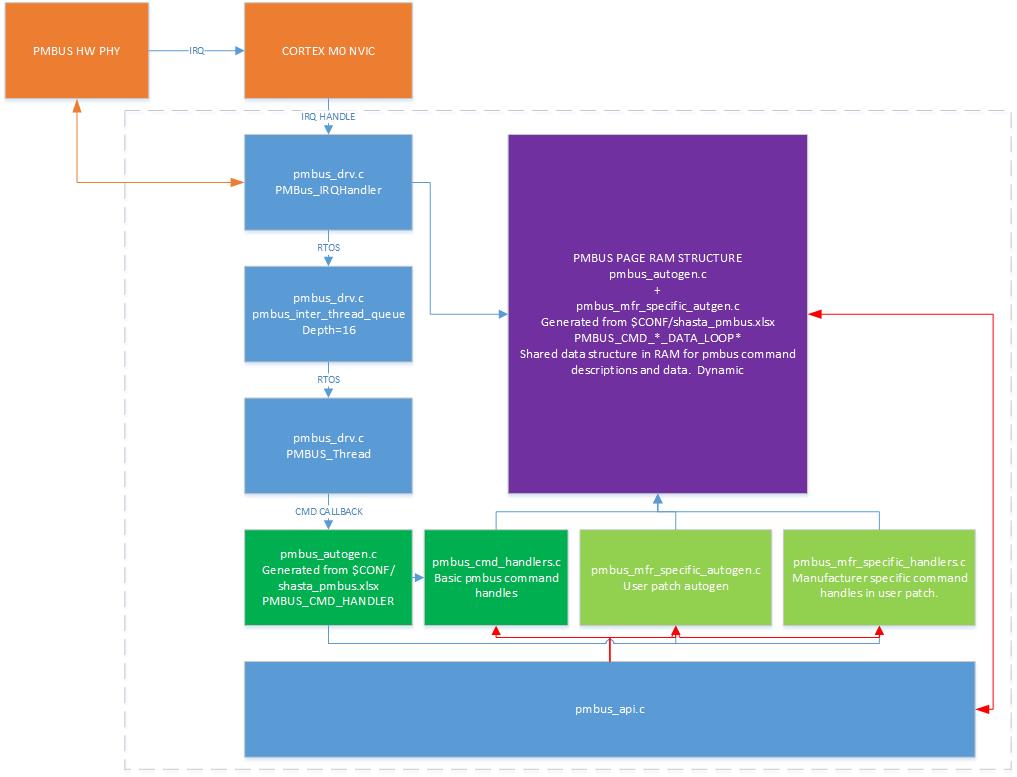 PMBUS HW PHY
IRQ
CORTEX M0 NVIC
IRQ HANDLE
pmbus_drv.c
PMBus_IRQHandler
RTOS
pmbus_drv.c
pmbus_inter_thread_queue
Depth=16
RTOS
pmbus_drv.c
PMBUS_Thread
CMD CALLBACK
PMBUS PAGE RAM STRUCTURE
pmbus_autogen.c
+
pmbus_mfr_specific_autgen.c
Generated from $CONF/shasta_pmbus.xlsx
PMBUS_CMD_*_DATA_LOOP*
Shared data structure in RAM for pmbus command
descriptions and data.  Dynamic
pmbus_autogen.c
Generated from $CONF/
shasta_pmbus.xlsx
PMBUS_CMD_HANDLER
pmbus_cmd_handlers.c
Basic pmbus command
handles
pmbus_mfr_specific_autogen.c
User patch autogen
pmbus_mfr_specific_handlers.c
Manufacturer specific command
handles in user patch.
pmbus_api.c